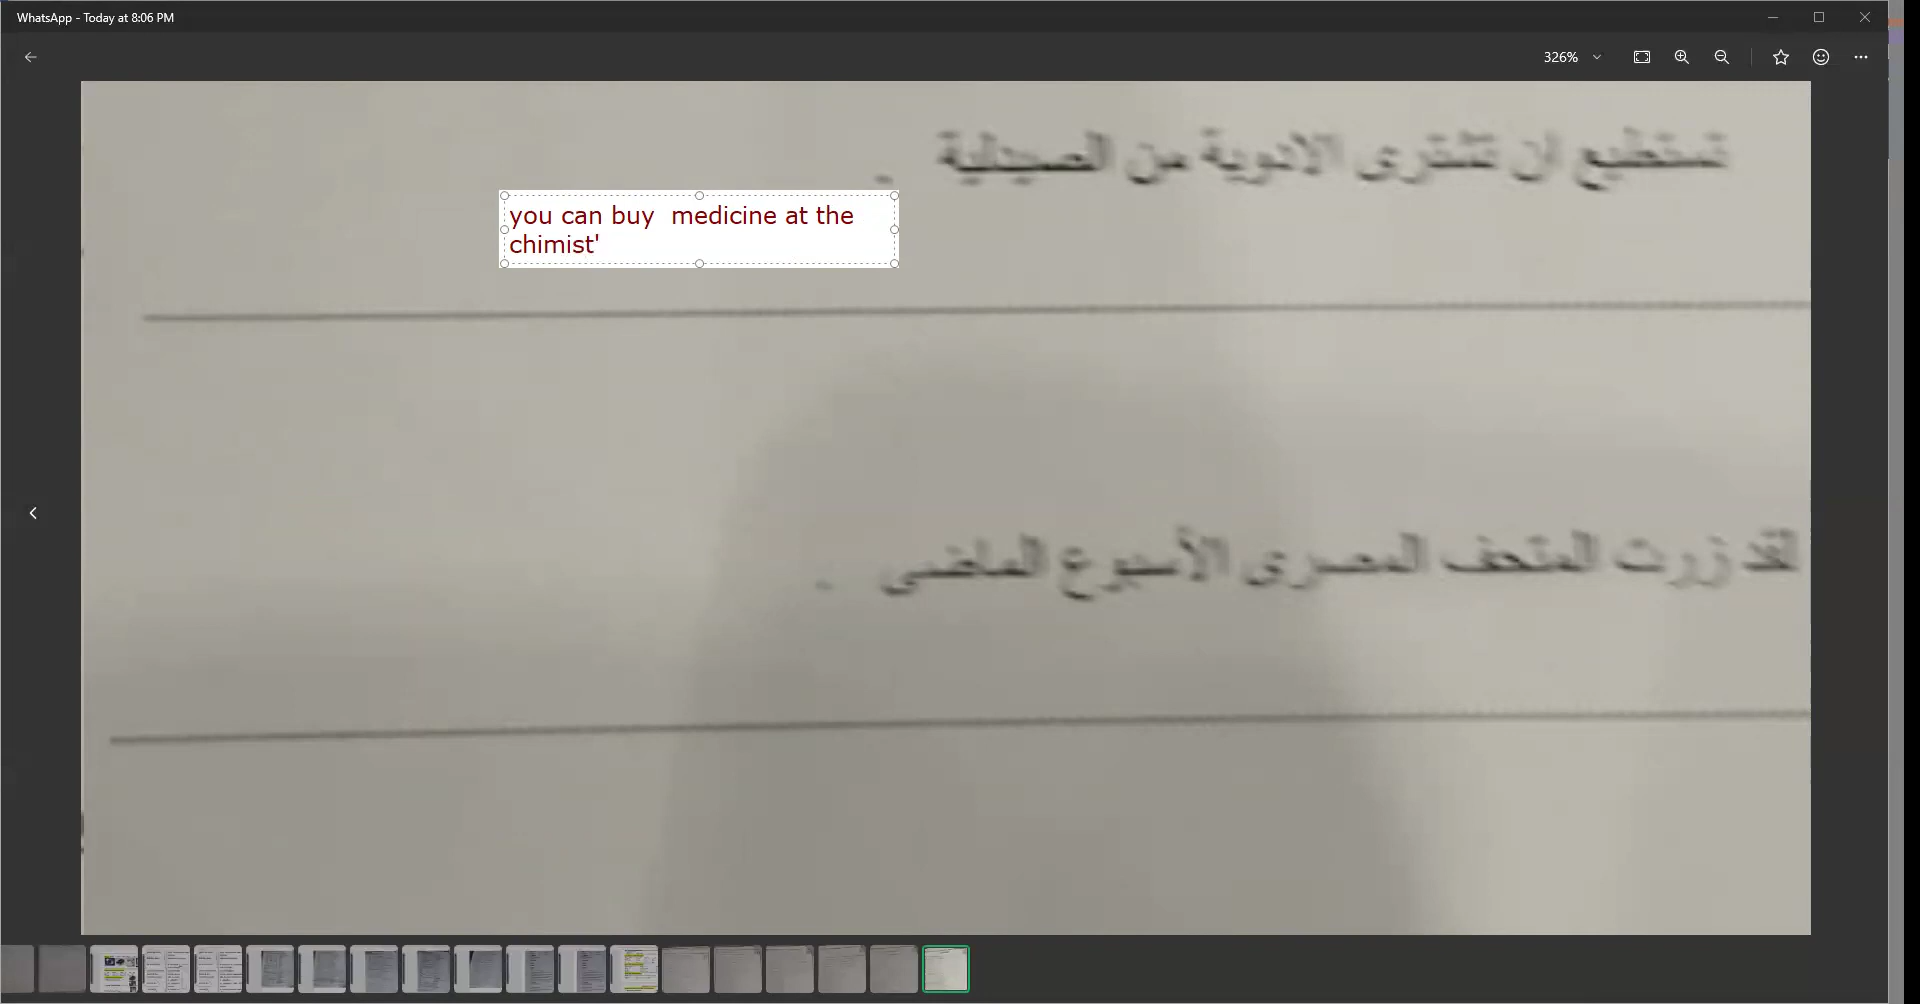 WhatsApp - Today at 8:06 PM
326%
تستطيع ان تشترى الادوية من الصيدلية .
you can buy  medicine at the
chimist'
لقد زرت المتحف المصرى الأسبوع الماضى .